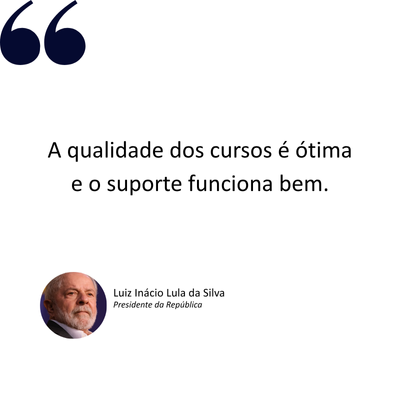 A qualidade dos cursos é ótima
e o suporte funciona bem.
Luiz Inácio Lula da Silva
Presidente da República